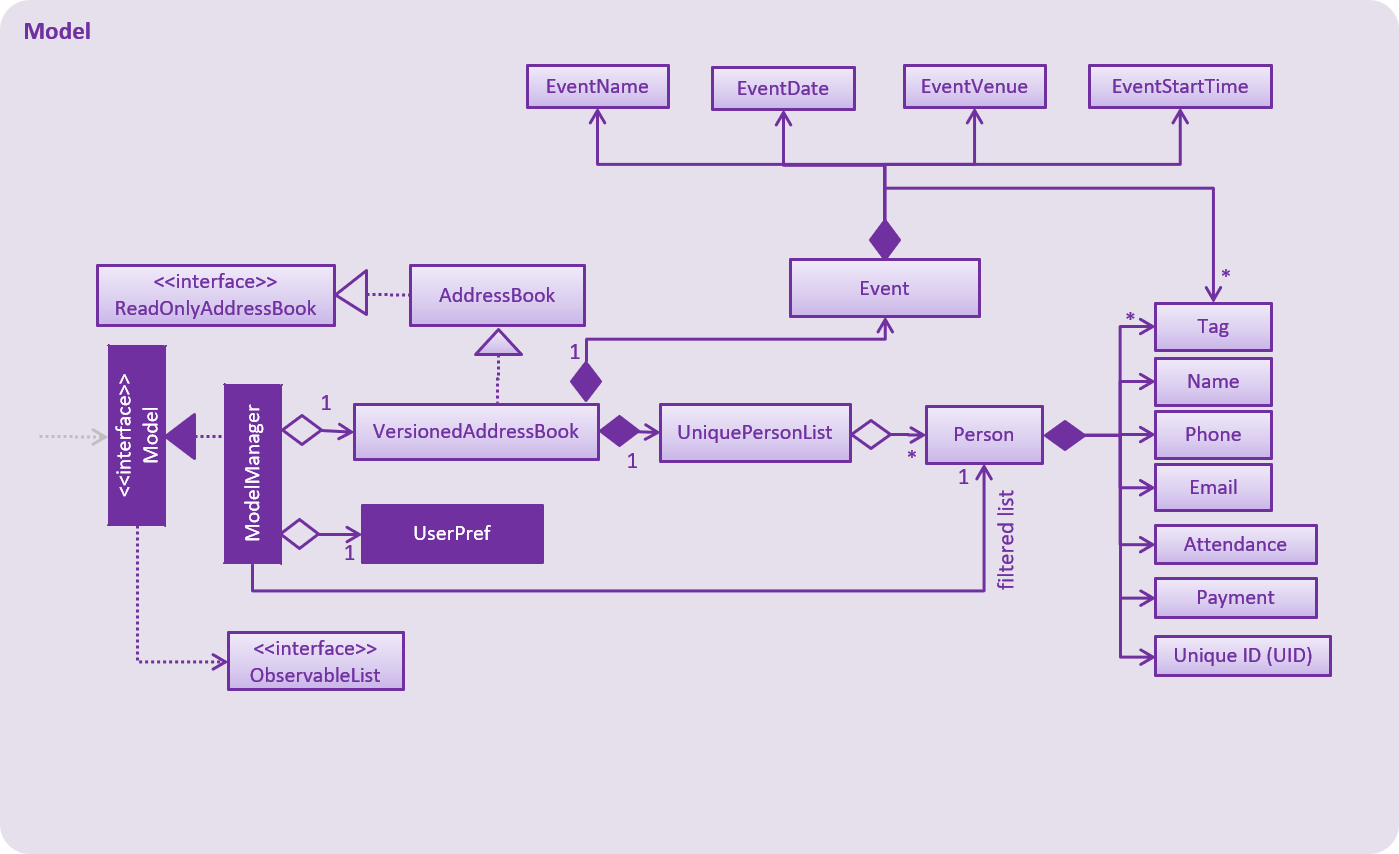 Model
EventName
EventDate
EventVenue
EventStartTime
<<interface>>
ReadOnlyAddressBook
AddressBook
Event
*
*
Tag
Name
Phone
Email
Attendance
Payment
Unique ID (UID)
<<interface>>
Model
ModelManager
1
VersionedAddressBook
1
1
UniquePersonList
*
Person
1
filtered list
UserPref
1
<<interface>>
ObservableList